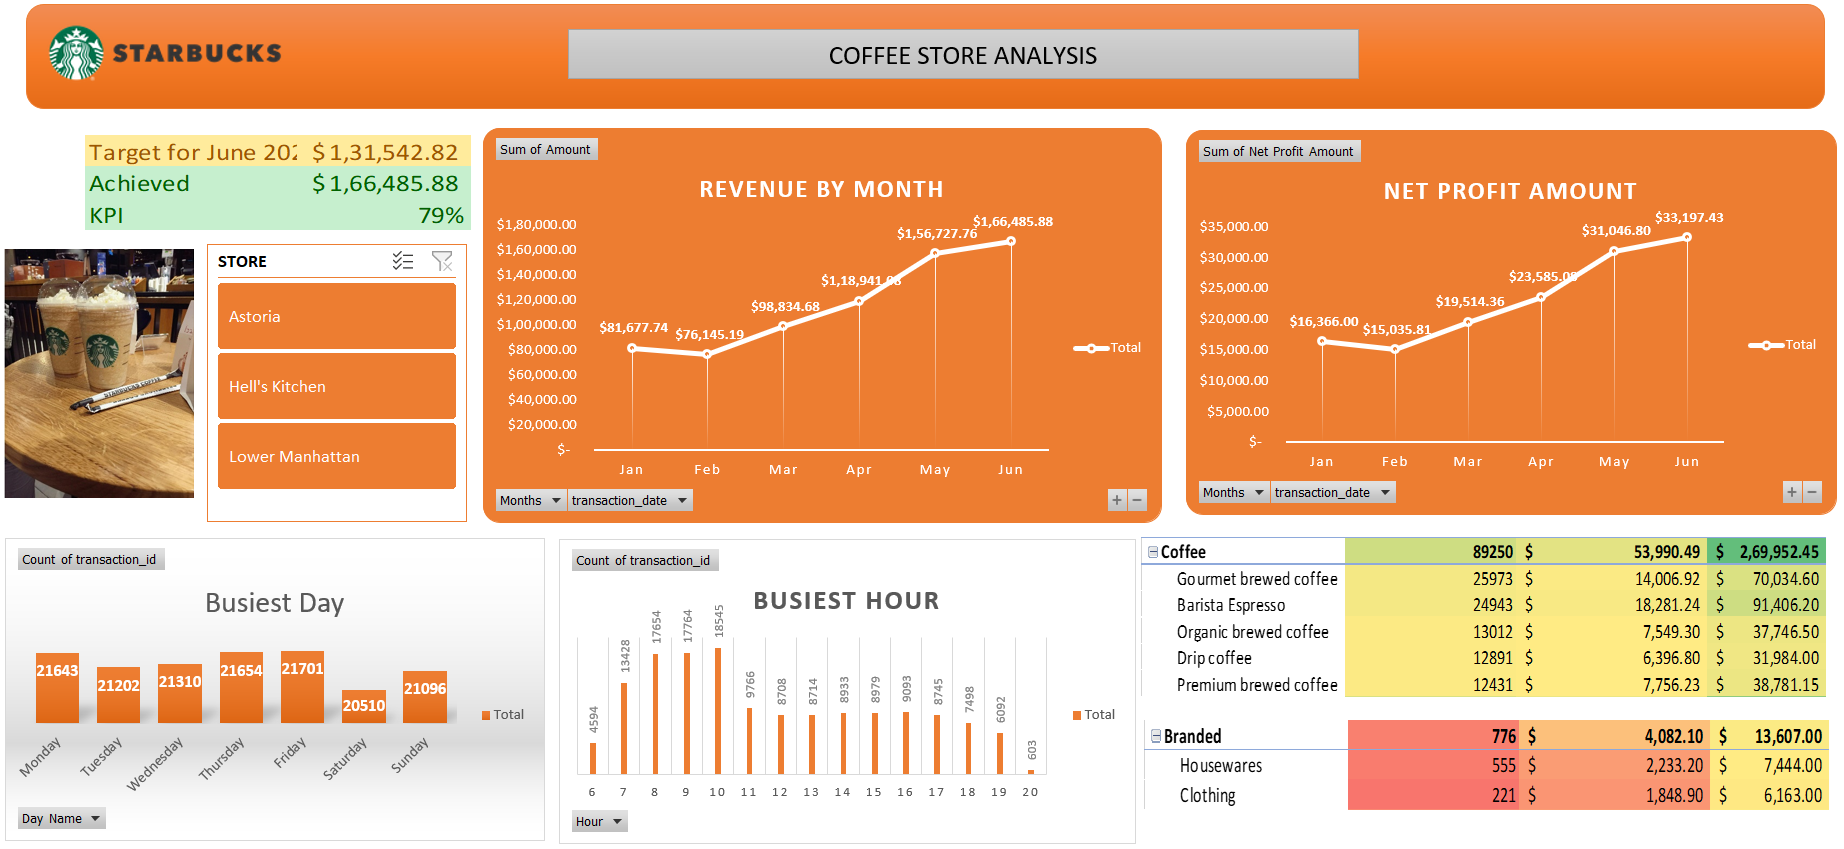 STARBUCKS
COFFEE STORE ANALYSIS
Target for June 202 $ 1,31,542.82
Achieved $ 1,66,485.88
KPI 79%
STORE
Astoria
Hell's Kitchen
Lower Manhattan
Sum of Amount
REVENUE BY MONTH
$1,80,000.00
$1,60,000.00
$1,40,000.00
$1,20,000.00
$1,00,000.00
$80,000.00
$60,000.00
$40,000.00
$20,000.00
$-
$81,677.74
$76,145.19
$98,834.68
$1,18,941.08
$1,56,727.76
$1,66,485.88
Jan Feb Mar Apr May Jun
Total
Months transaction_date
Sum of Net Profit Amount
NET PROFIT AMOUNT
$35,000.00
$30,000.00
$25,000.00
$20,000.00
$15,000.00
$10,000.00
$5,000.00
$-
$16,366.00
$15,035.81
$19,514.36
$23,585.09
$31,046.80
$33,197.43
Jan Feb Mar Apr May Jun
Total
Months transaction_date
Count of transaction_id
Busiest Day
21643 21202 21310 21654 21701 20510 21096
Monday Tuesday Wednesday Thursday Friday Saturday Sunday
Total
Day Name
Count of transaction_id
BUSIEST HOUR
4594 13428 17654 17764 18545 9766 8708 8714 8933 8979 9093 8745 7498 6092 603
6 7 8 9 10 11 12 13 14 15 16 17 18 19 20
Total
Hour
Coffee 89250 $ 53,990.49 $ 2,69,952.45
Gourmet brewed coffee 25973 $ 14,006.92 $ 70,034.60
Barista Espresso 24943 $ 18,281.24 $ 91,406.20
Organic brewed coffee 13012 $ 7,549.30 $ 37,746.50
Drip coffee 12891 $ 6,396.80 $ 31,984.00
Premium brewed coffee 12431 $ 7,756.23 $ 38,781.15
Branded 776 $ 4,082.10 $ 13,607.00
Housewares 555 $ 2,233.20 $ 7,444.00
Clothing 221 $ 1,848.90 $ 6,163.00